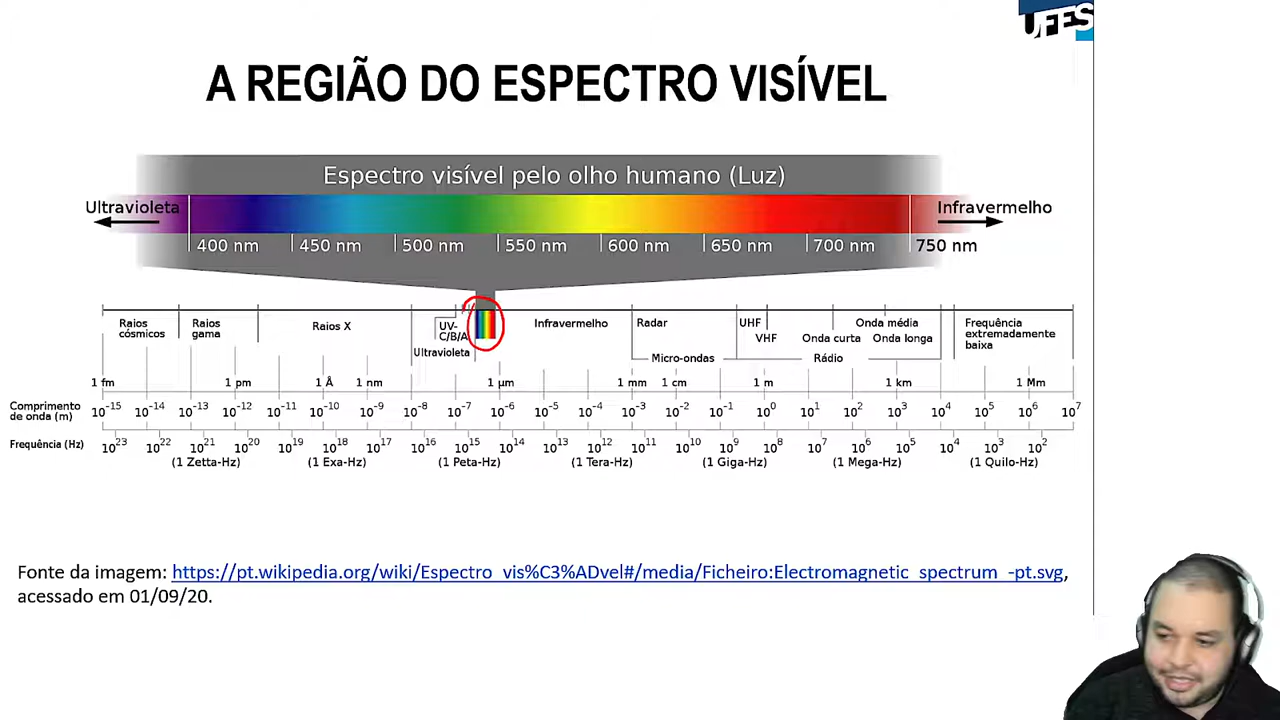 UFES
A REGIÃO DO ESPECTRO VISÍVEL
Espectro visível pelo olho humano (Luz)
Ultravioleta
Infravermelho
400 nm 450 nm 500 nm 550 nm 600 nm 650 nm 700 nm 750 nm
Raios cósmicos
Raios gama
Raios X
UV-C/B/A
Ultravioleta
Infravermelho
Radar
Micro-ondas
UHF
VHF
Onda média
Onda curta Onda longa
Rádio
Frequência extremadamente baixa
1 fm 1 pm 1 Å 1 nm 1 µm 1 mm 1 cm 1 m 1 km 1 Mm
Comprimento de onda (m) 10⁻¹⁵ 10⁻¹⁴ 10⁻¹³ 10⁻¹² 10⁻¹¹ 10⁻¹⁰ 10⁻⁹ 10⁻⁸ 10⁻⁷ 10⁻⁶ 10⁻⁵ 10⁻⁴ 10⁻³ 10⁻² 10⁻¹ 10⁰ 10¹ 10² 10³ 10⁴ 10⁵ 10⁶ 10⁷
Frequência (Hz) 10²³ 10²² 10²¹ 10²⁰ 10¹⁹ 10¹⁸ 10¹⁷ 10¹⁶ 10¹⁵ 10¹⁴ 10¹³ 10¹² 10¹¹ 10¹⁰ 10⁹ 10⁸ 10⁷ 10⁶ 10⁵ 10⁴ 10³ 10²
(1 Zetta-Hz) (1 Exa-Hz) (1 Peta-Hz) (1 Tera-Hz) (1 Giga-Hz) (1 Mega-Hz) (1 Quilo-Hz)
Fonte da imagem: https://pt.wikipedia.org/wiki/Espectro_vis%C3%ADvel#/media/Ficheiro:Electromagnetic_spectrum_-pt.svg,
acessado em 01/09/20.